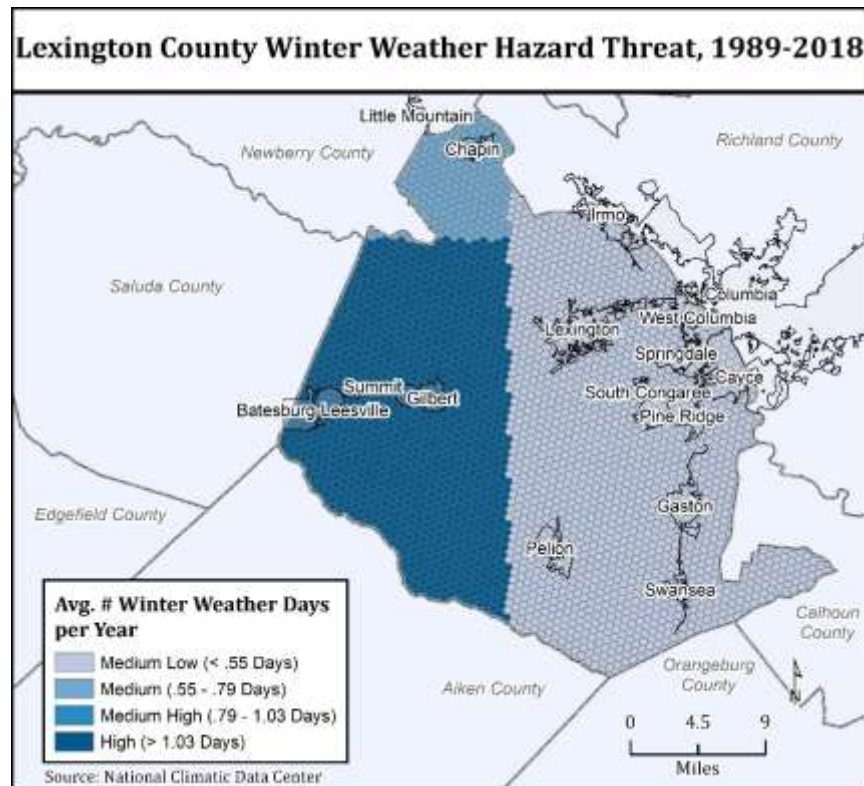 Lexington County Winter Weather Hazard Threat, 1989-2018
Little Mountain
Newberry County
Chapin
Richland County
Irmo
Saluda County
Columbia
West Columbia
Lexington
Springdale
Cayce
Summit
South Congaree
Gilbert
Batesburg-Leesville
Pine Ridge
Edgefield County
Gaston
Pelion
Swansea
Calhoun
County
Orangeburg
County
Aiken County
N
Avg. # Winter Weather Days
per Year
Medium Low (< .55 Days)
Medium (.55 - .79 Days)
Medium High (.79 - 1.03 Days)
High (> 1.03 Days)
0 4.5 9
Miles
Source: National Climatic Data Center